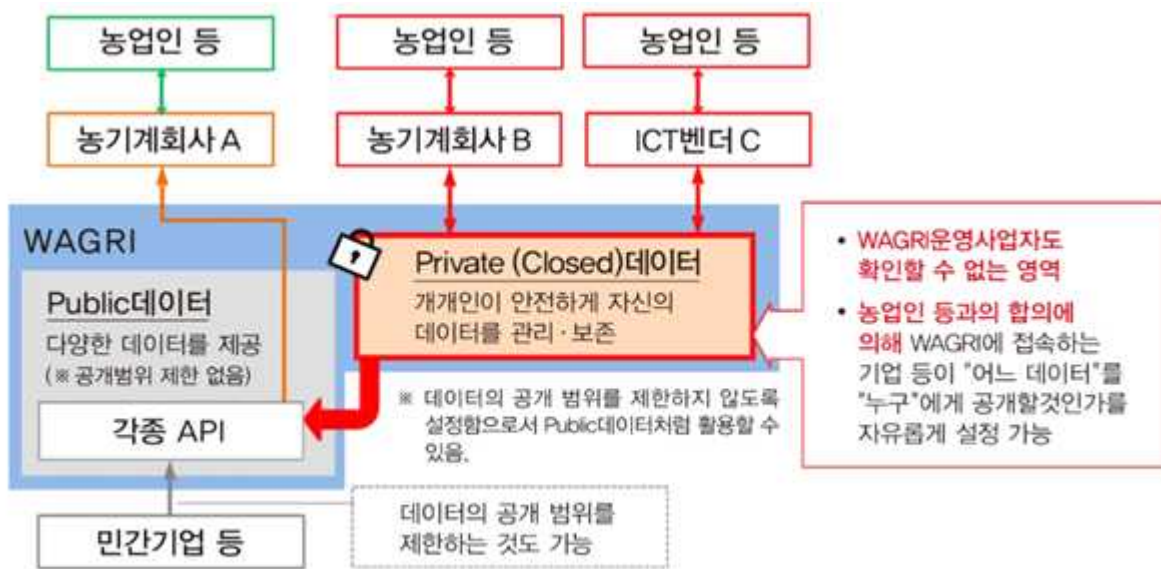 농업인 등
농업인 등
농업인 등
농기계회사 A
농기계회사 B
ICT벤더 C
WAGRI
Public데이터
다양한 데이터를 제공
(※ 공개범위 제한 없음)
각종 API
Private (Closed)데이터
개개인이 안전하게 자신의
데이터를 관리·보존
※ 데이터의 공개 범위를 제한하지 않도록
설정함으로서 Public데이터처럼 활용할 수
있음.
민간기업 등
데이터의 공개 범위를
제한하는 것도 가능
• WAGRI운영사업자도
확인할 수 없는 영역
• 농업인 등과의 합의에
의해 WAGRI에 접속하는
기업 등이 "어느 데이터"를
"누구"에게 공개할것인가를
자유롭게 설정 가능